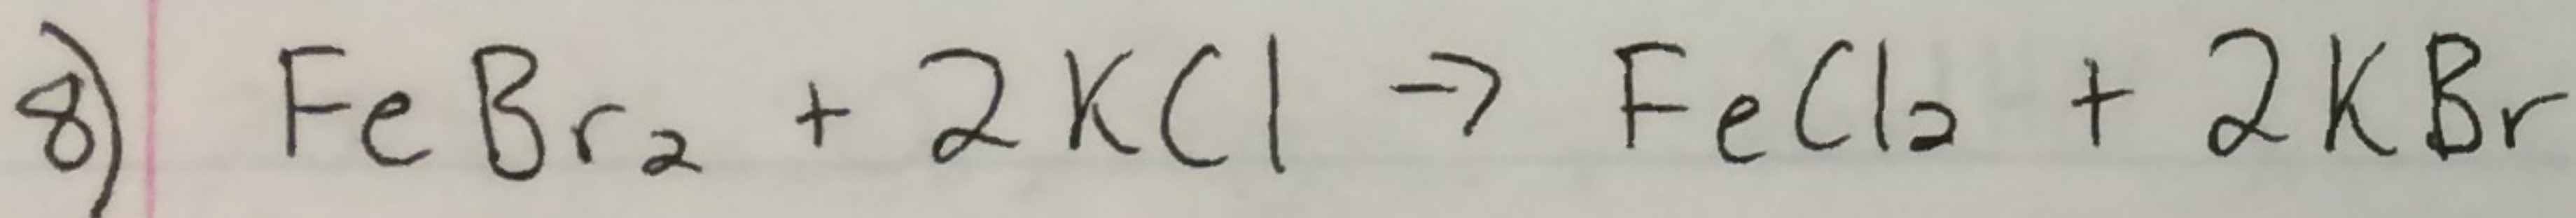 8) FeBr₂ + 2KCl → FeCl₂ + 2KBr